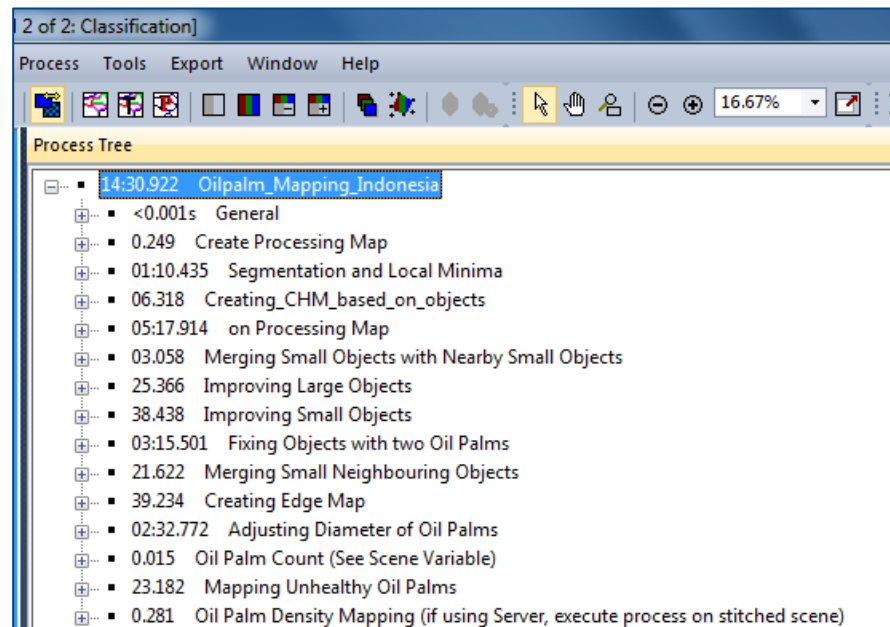 2 of 2: Classification]
Process Tools Export Window Help
16.67%
Process Tree
14:30.922 Oilpalm_Mapping_Indonesia
<0.001s General
0.249 Create Processing Map
01:10.435 Segmentation and Local Minima
06.318 Creating_CHM_based_on_objects
05:17.914 on Processing Map
03.058 Merging Small Objects with Nearby Small Objects
25.366 Improving Large Objects
38.438 Improving Small Objects
03:15.501 Fixing Objects with two Oil Palms
21.622 Merging Small Neighbouring Objects
39.234 Creating Edge Map
02:32.772 Adjusting Diameter of Oil Palms
0.015 Oil Palm Count (See Scene Variable)
23.182 Mapping Unhealthy Oil Palms
0.281 Oil Palm Density Mapping (if using Server, execute process on stitched scene)